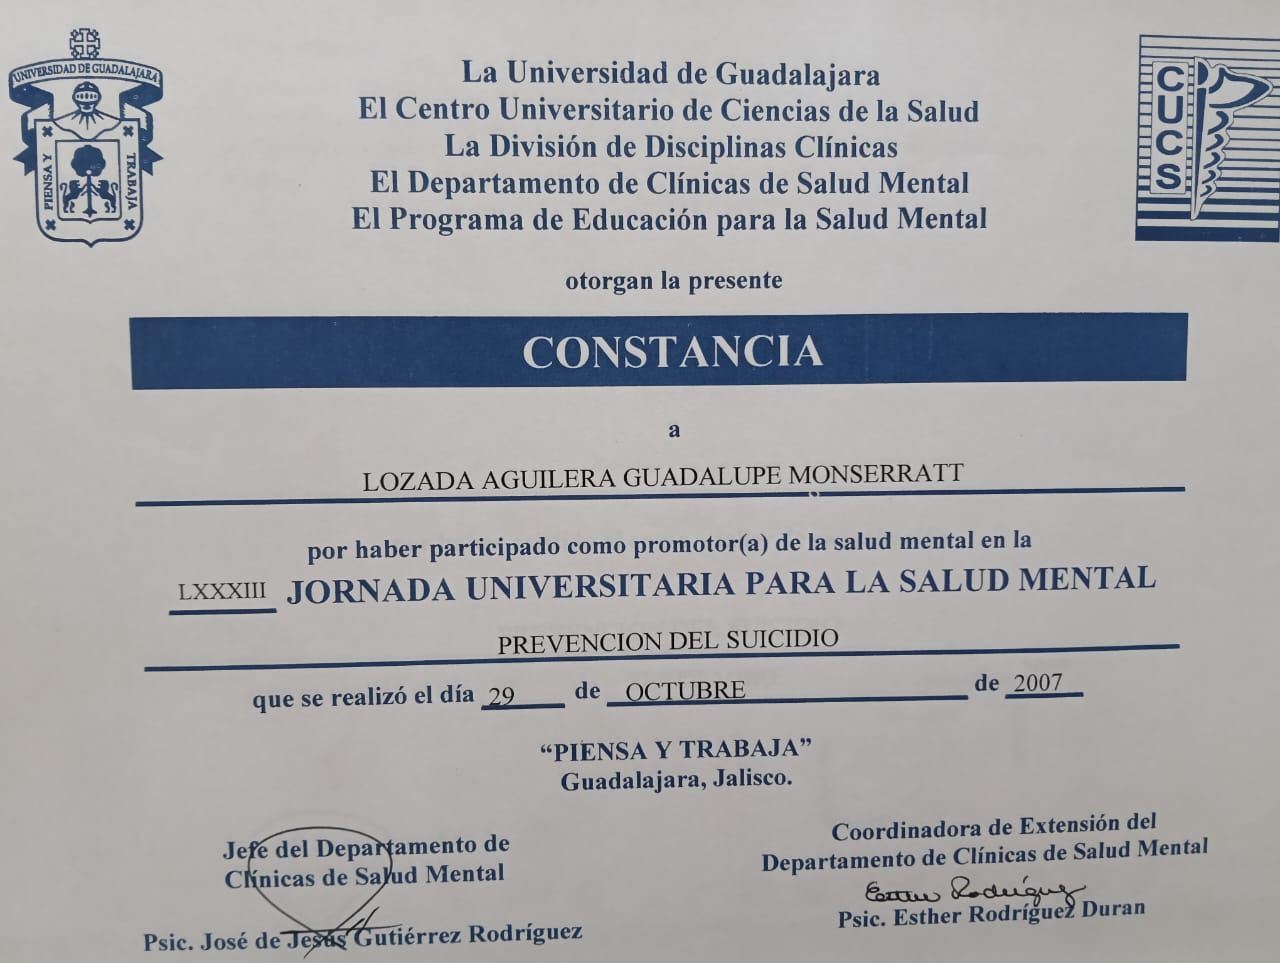 UNIVERSIDAD DE GUADALAJARA
PIENSA Y
TRABAJA
CUCS
La Universidad de Guadalajara
El Centro Universitario de Ciencias de la Salud
La División de Disciplinas Clínicas
El Departamento de Clínicas de Salud Mental
El Programa de Educación para la Salud Mental
otorgan la presente
CONSTANCIA
a
LOZADA AGUILERA GUADALUPE MONSERRATT
por haber participado como promotor(a) de la salud mental en la
LXXXIII JORNADA UNIVERSITARIA PARA LA SALUD MENTAL
PREVENCION DEL SUICIDIO
que se realizó el día 29 de OCTUBRE de 2007
“PIENSA Y TRABAJA”
Guadalajara, Jalisco.
Jefe del Departamento de
Clínicas de Salud Mental
Psic. José de Jesús Gutiérrez Rodríguez
Coordinadora de Extensión del
Departamento de Clínicas de Salud Mental
Esther Rodríguez
Psic. Esther Rodríguez Duran